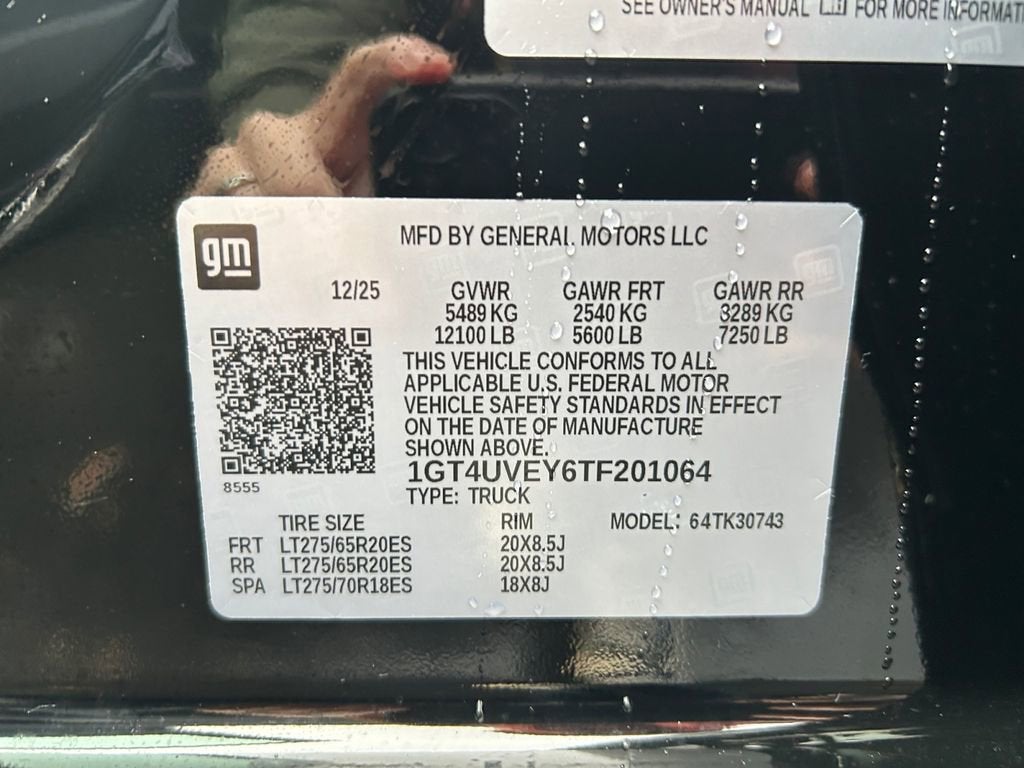 SEE OWNER'S MANUAL FOR MORE INFORMATI
gm
MFD BY GENERAL MOTORS LLC
12/25 GVWR GAWR FRT GAWR RR
5489 KG 2540 KG 3289 KG
12100 LB 5600 LB 7250 LB
THIS VEHICLE CONFORMS TO ALL
APPLICABLE U.S. FEDERAL MOTOR
VEHICLE SAFETY STANDARDS IN EFFECT
ON THE DATE OF MANUFACTURE
SHOWN ABOVE.
1GT4UVEY6TF201064
8555
TYPE: TRUCK
TIRE SIZE RIM MODEL: 64TK30743
FRT LT275/65R20ES 20X8.5J
RR LT275/65R20ES 20X8.5J
SPA LT275/70R18ES 18X8J